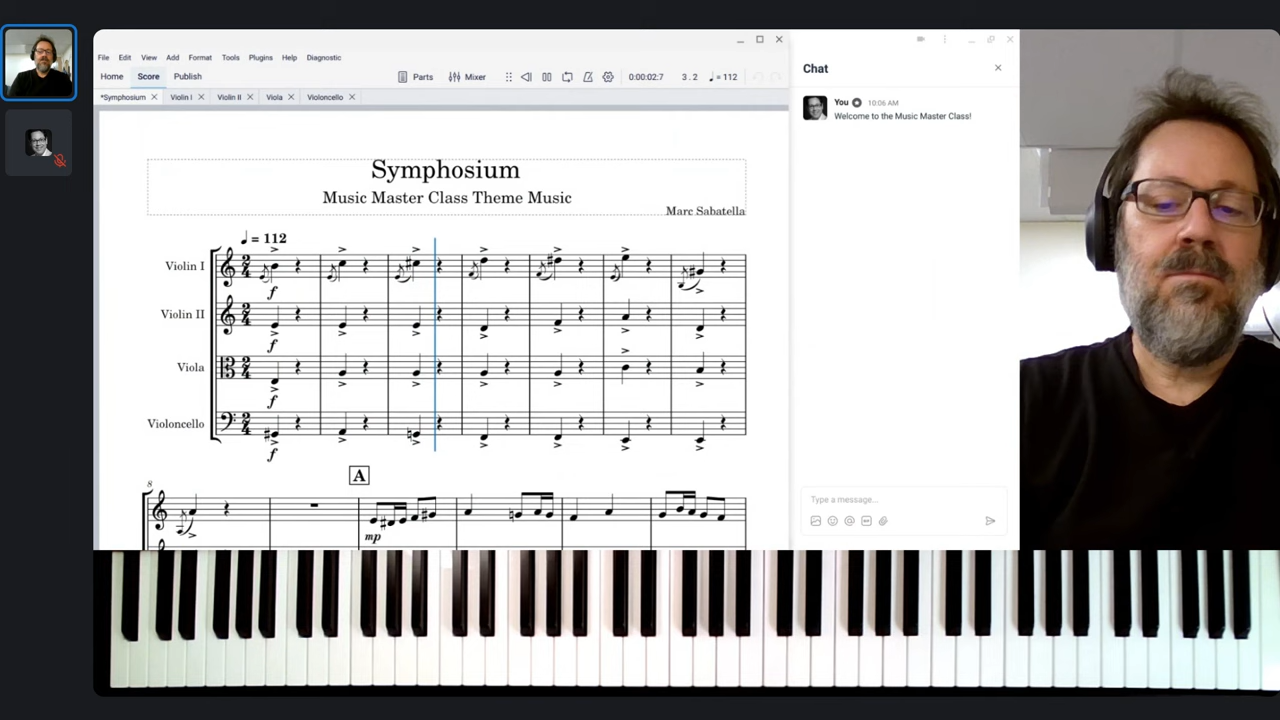 File Edit View Add Format Tools Plugins Help Diagnostic
Home Score Publish Parts Mixer 0:00:02:7 3 . 2 = 112
*Symphosium Violin I Violin II Viola Violoncello
Symphosium
Music Master Class Theme Music
Marc Sabatella
= 112
Violin I
f
Violin II
f
Viola
f
Violoncello
f
A
8
mp
Chat
You 10:06 AM
Welcome to the Music Master Class!
Type a message...